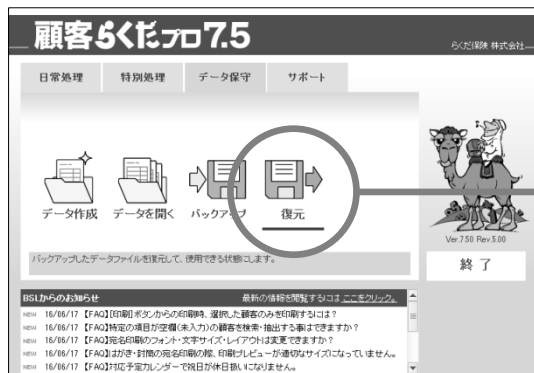 顧客らくだプロ7.5
らくだ保険 株式会社
日常処理 特別処理 データ保守 サポート
データ作成 データを開く バックアップ 復元
バックアップしたデータファイルを復元して、使用できる状態にします。
Ver.7.50 Rev.5.00
終了
BSLからのお知らせ 最新の情報を閲覧するにはここをクリック。
NEW 16/06/17 【FAQ】[印刷]ボタンからの印刷時、選択した顧客のみを印刷するには？
NEW 16/06/17 【FAQ】特定の項目が空欄(未入力)の顧客を検索・抽出する事はできますか？
NEW 16/06/17 【FAQ】宛名印刷のフォント・文字サイズ・レイアウトは変更できますか？
NEW 16/06/17 【FAQ】はがき・封筒の宛名印刷の際、印刷プレビューが適切なサイズになっていません。
NEW 16/06/17 【FAQ】対応予定カレンダーで祝日が休日扱いになりません。